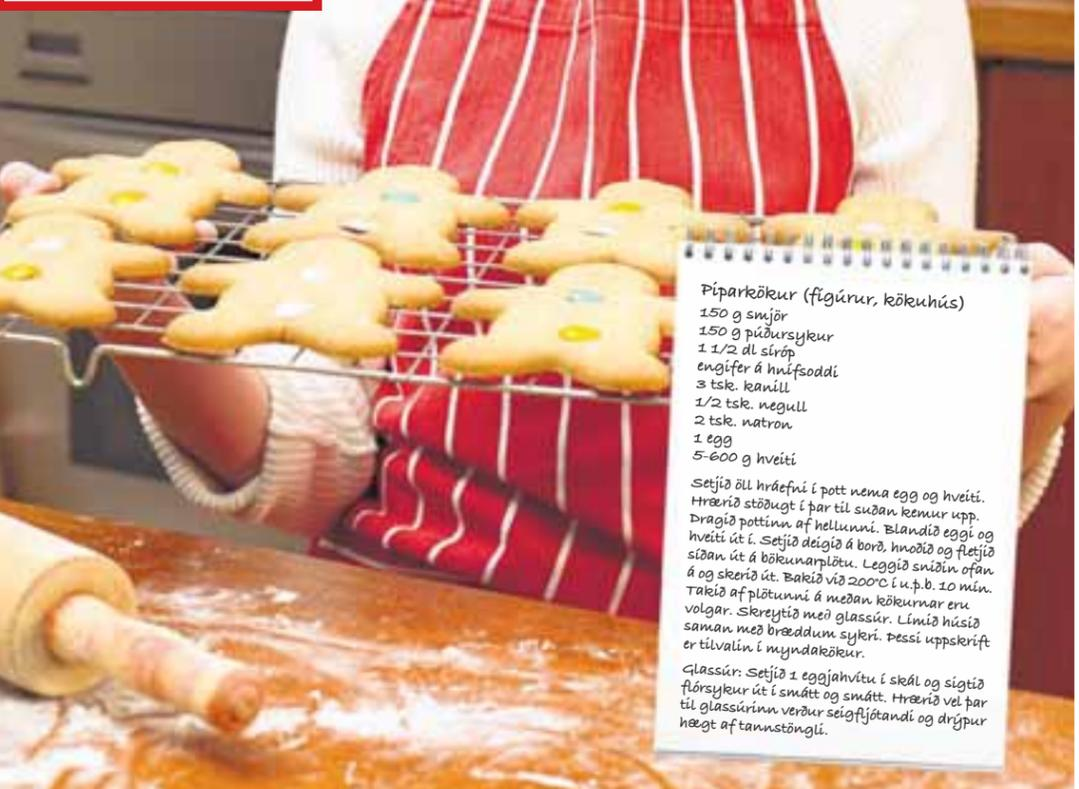 Piparkökur (fígúrur, kökuhús)
150 g smjör
150 g púðursykur
1 1/2 dl síróp
engifer á hnífsoddi
3 tsk. kanill
1/2 tsk. negull
2 tsk. natron
1 egg
5-600 g hveiti
Setjið öll hráefni í pott nema egg og hveiti.
Hrærið stöðugt í þar til suðan kemur upp.
Dragið pottinn af hellunni. Blandið eggi og
hveiti út í. Setjið deigið á borð, hnoðið og fletjið
síðan út á bökunarplötu. Leggið sniðin ofan
á og skerið út. Bakið við 200°C í u.þ.b. 10 mín.
Takið af plötunni á meðan kökurnar eru
volgar. Skreytið með glassúr. Límið húsið
saman með bræddum sykri. Þessi uppskrift
er tilvalin í myndakökur.
Glassúr: Setjið 1 eggjahvítu í skál og sigtið
flórsykur út í smátt og smátt. Hrærið vel þar
til glassúrinn verður seigfljótandi og drýpur
hægt af tannstöngli.